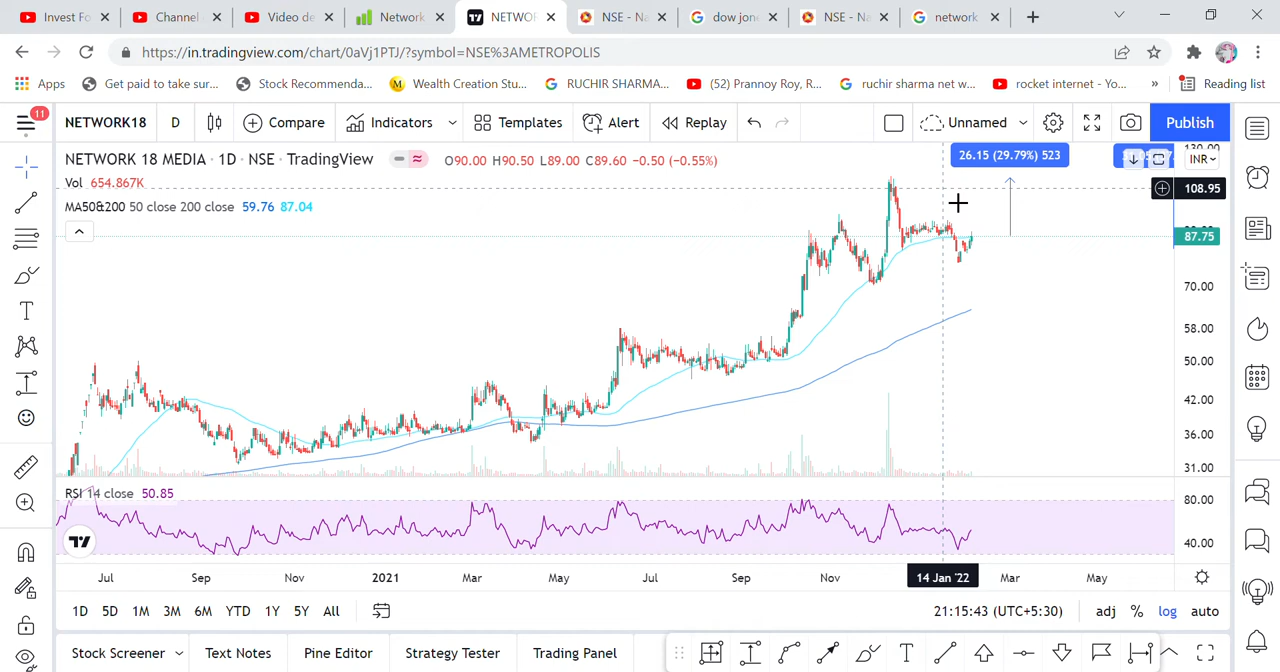 Invest Fo
Channel
Video de
Network
NETWOR
NSE - Na
dow jone
NSE - Na
network
https://in.tradingview.com/chart/0aVj1PTJ/?symbol=NSE%3AMETROPOLIS
Apps
Get paid to take sur...
Stock Recommenda...
Wealth Creation Stu...
RUCHIR SHARMA...
(52) Prannoy Roy, R...
ruchir sharma net w...
rocket internet - Yo...
»
Reading list
11
NETWORK18
D
Compare
Indicators
Templates
Alert
Replay
Unnamed
Publish
NETWORK 18 MEDIA · 1D · NSE · TradingView
O90.00 H90.50 L89.00 C89.60 -0.50 (-0.55%)
26.15 (29.79%) 523
130.00
INR
Vol 654.867K
108.95
MA50&200 50 close 200 close 59.76 87.04
87.75
70.00
58.00
50.00
42.00
36.00
31.00
RSI 14 close 50.85
80.00
40.00
Jul
Sep
Nov
2021
Mar
May
Jul
Sep
Nov
14 Jan '22
Mar
May
1D
5D
1M
3M
6M
YTD
1Y
5Y
All
21:15:43 (UTC+5:30)
adj
%
log
auto
Stock Screener
Text Notes
Pine Editor
Strategy Tester
Trading Panel